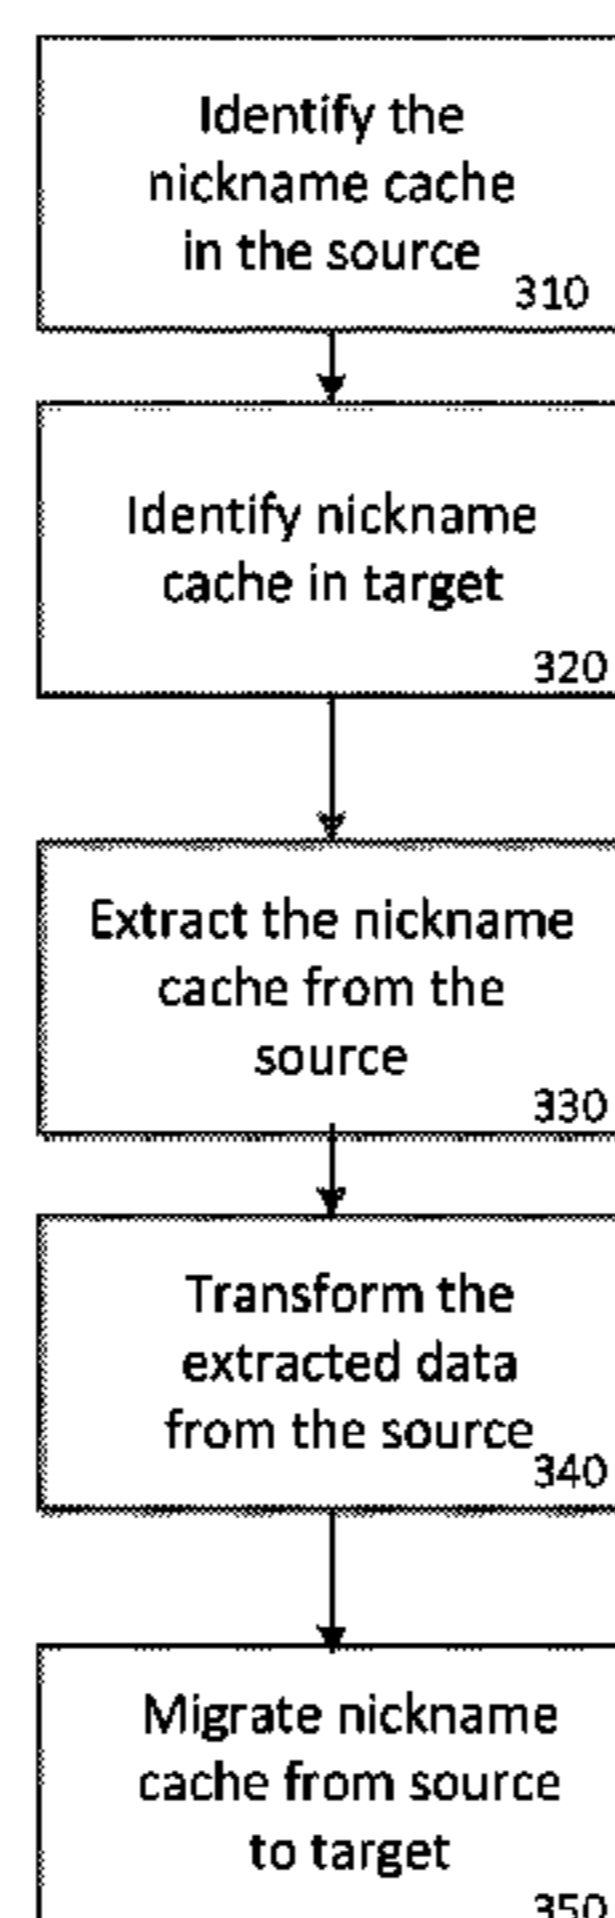 Identify the
nickname cache
in the source
310
Identify nickname
cache in target
320
Extract the nickname
cache from the
source
330
Transform the
extracted data
from the source
340
Migrate nickname
cache from source
to target
350